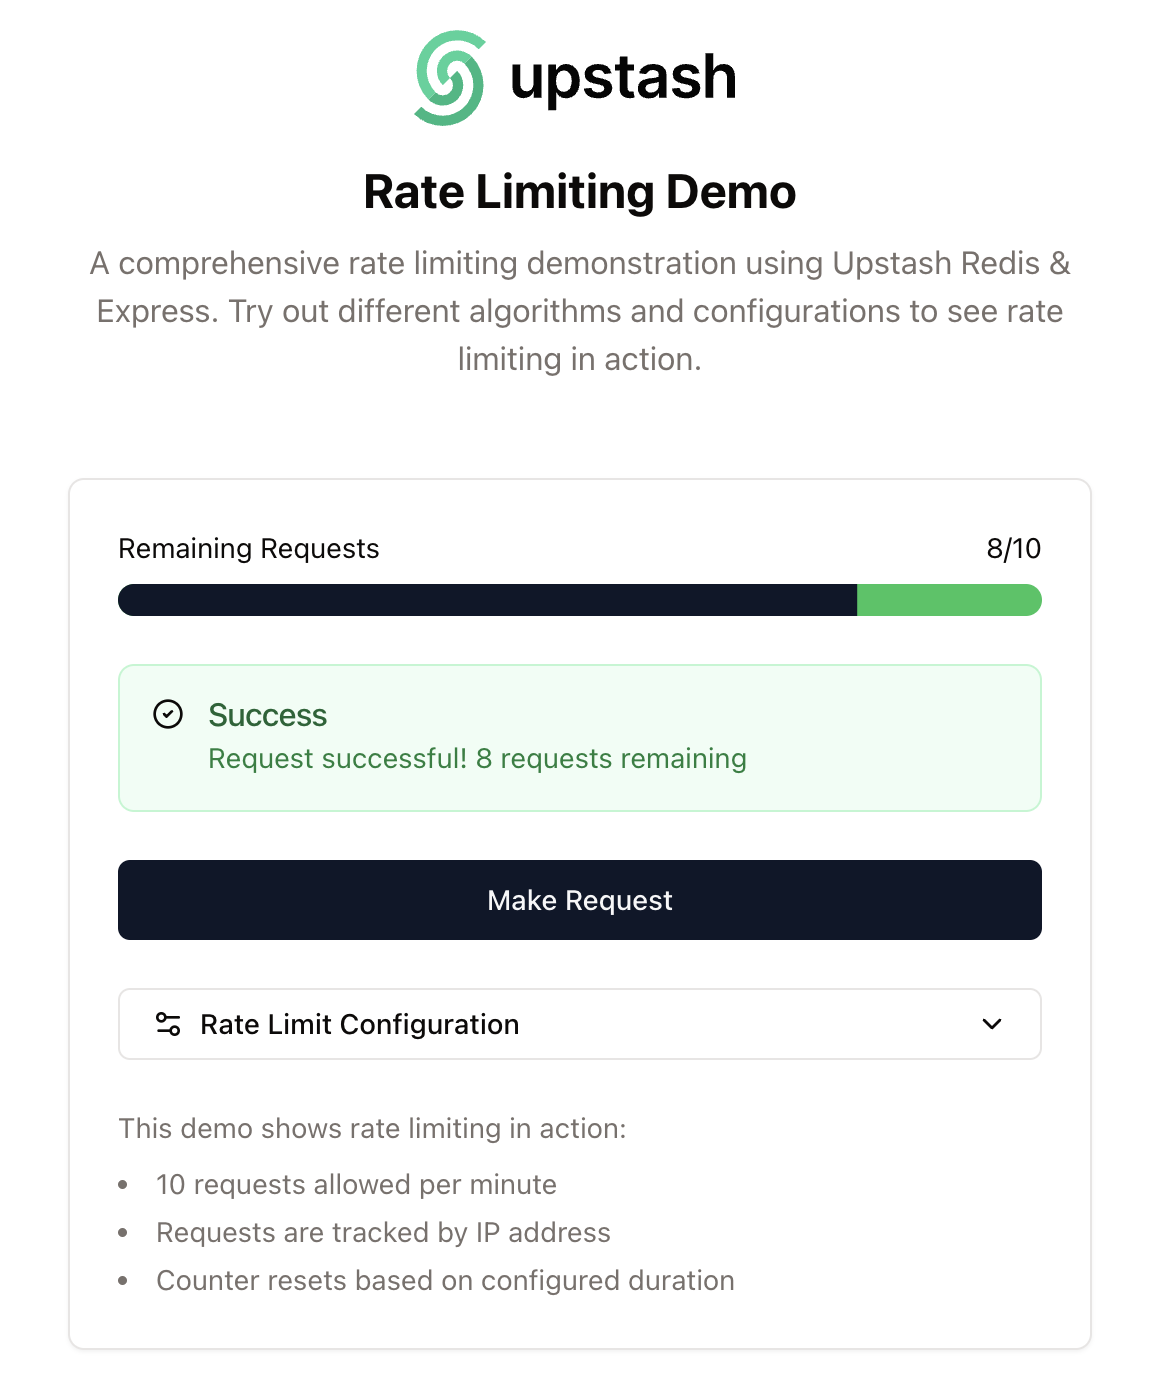 upstash
Rate Limiting Demo
A comprehensive rate limiting demonstration using Upstash Redis &
Express. Try out different algorithms and configurations to see rate
limiting in action.
Remaining Requests 8/10
Success
Request successful! 8 requests remaining
Make Request
Rate Limit Configuration
This demo shows rate limiting in action:
• 10 requests allowed per minute
• Requests are tracked by IP address
• Counter resets based on configured duration